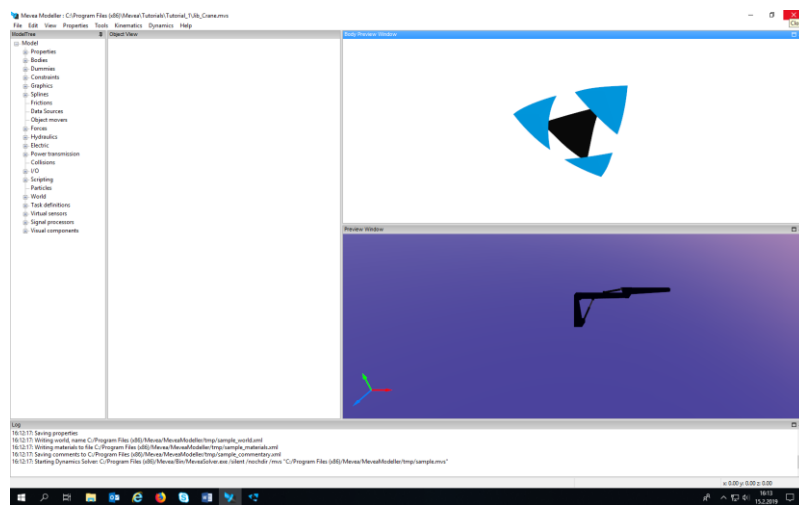 Mevea Modeller : C:\Program Files (x86)\Mevea\Tutorials\Tutorial_1\lib_Crane.mvs
File Edit View Properties Tools Kinematics Dynamics Help
ModelTree
Object View
Body Preview Window
Model
Properties
Bodies
Dummies
Constraints
Graphics
Splines
Frictions
Data Sources
Object movers
Forces
Hydraulics
Electric
Power transmission
Collisions
I/O
Scripting
Particles
World
Task definitions
Virtual sensors
Signal processors
Visual components
Preview Window
Log
16:12:17: Saving properties
16:12:17: Writing world, name C:/Program Files (x86)/Mevea/MeveaModeller/tmp/sample_world.xml
16:12:17: Writing materials to file C:/Program Files (x86)/Mevea/MeveaModeller/tmp/sample_materials.xml
16:12:17: Saving comments to C:/Program Files (x86)/Mevea/MeveaModeller/tmp/sample_commentary.xml
16:12:17: Starting Dynamics Solver: C:/Program Files (x86)/Mevea/Bin/MeveaSolver.exe /silent /nochdir /mvs "C:/Program Files (x86)/Mevea/MeveaModeller/tmp/sample.mvs"
x: 0.00 y: 0.00 z: 0.00
16:13
15.2.2019